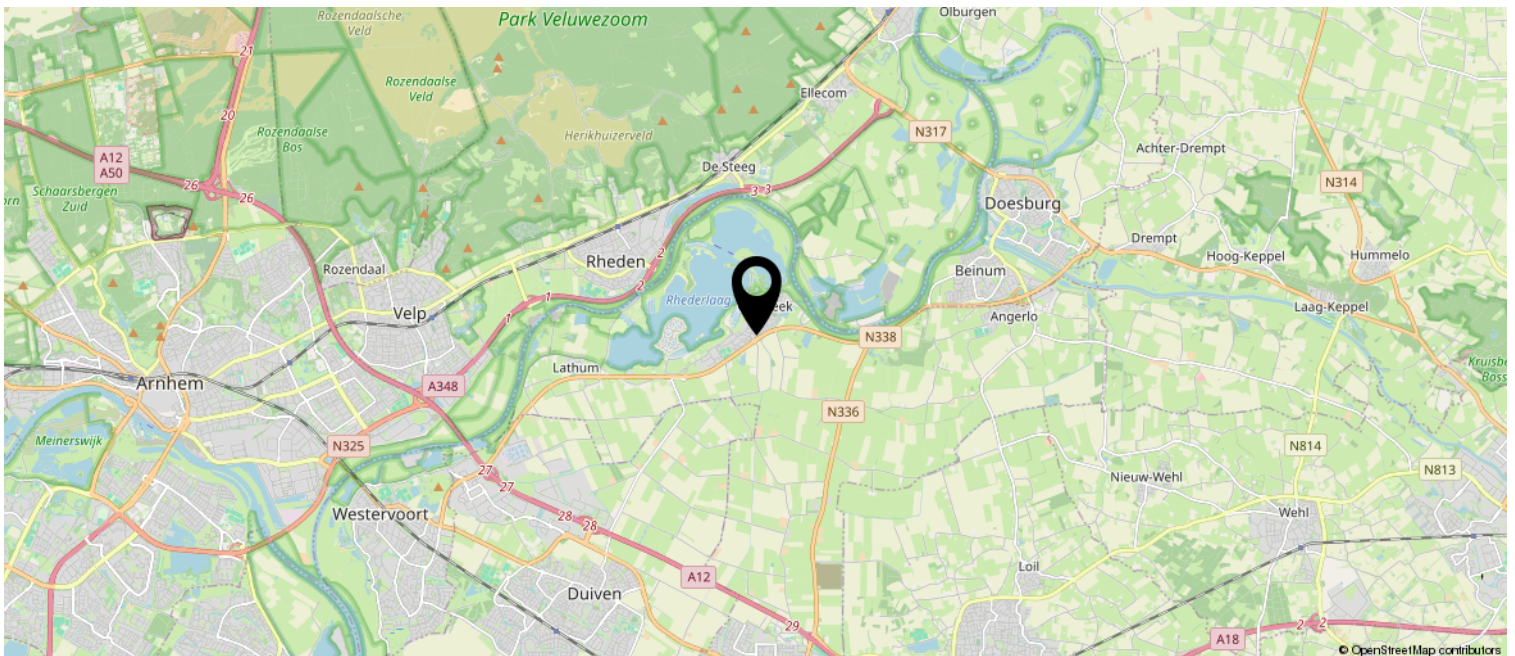 Rozendaalsche
Veld
Park Veluwezoom
Olburgen
21
Rozendaalse
Veld
Ellecom
20
Rozendaalse
Bos
Herikhuizerveld
N317
Achter-Drempt
A12
A50
De Steeg
N314
26
26
Schaarsbergen
Zuid
3
3
Doesburg
Drempt
Rozendaal
Rheden
2
2
Hoog-Keppel
Hummelo
Beinum
1
1
Rhederlaag
eek
Laag-Keppel
Velp
Angerlo
N338
Lathum
Arnhem
A348
N336
Meinerswijk
N325
N814
N813
27
27
Nieuw-Wehl
Westervoort
28
28
Wehl
A12
Loil
Duiven
29
A18
2
2
© OpenStreetMap contributors